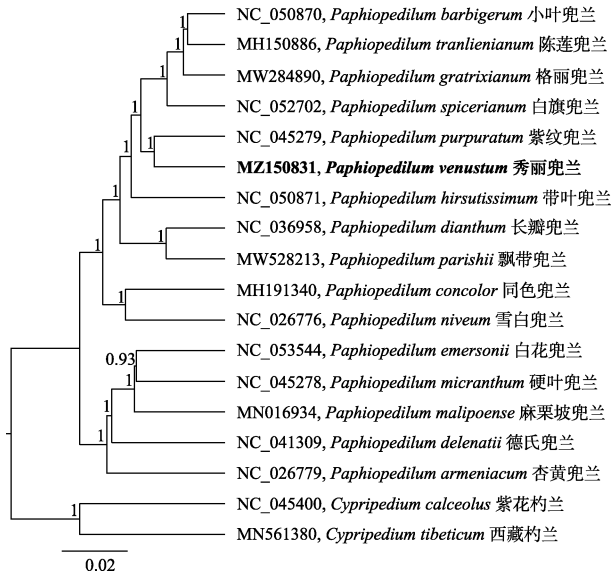 NC_050870, Paphiopedilum barbigerum 小叶兜兰
1
MH150886, Paphiopedilum tranlienianum 陈莲兜兰
1
MW284890, Paphiopedilum gratrixianum 格丽兜兰
1
NC_052702, Paphiopedilum spicerianum 白旗兜兰
1
NC_045279, Paphiopedilum purpuratum 紫纹兜兰
1
1
MZ150831, Paphiopedilum venustum 秀丽兜兰
1
NC_050871, Paphiopedilum hirsutissimum 带叶兜兰
1
NC_036958, Paphiopedilum dianthum 长瓣兜兰
1
1
MW528213, Paphiopedilum parishii 飘带兜兰
MH191340, Paphiopedilum concolor 同色兜兰
1
NC_026776, Paphiopedilum niveum 雪白兜兰
NC_053544, Paphiopedilum emersonii 白花兜兰
0.93
NC_045278, Paphiopedilum micranthum 硬叶兜兰
1
1
MN016934, Paphiopedilum malipoense 麻栗坡兜兰
NC_041309, Paphiopedilum delenatii 德氏兜兰
1
NC_026779, Paphiopedilum armeniacum 杏黄兜兰
NC_045400, Cypripedium calceolus 紫花杓兰
1
MN561380, Cypripedium tibeticum 西藏杓兰
0.02